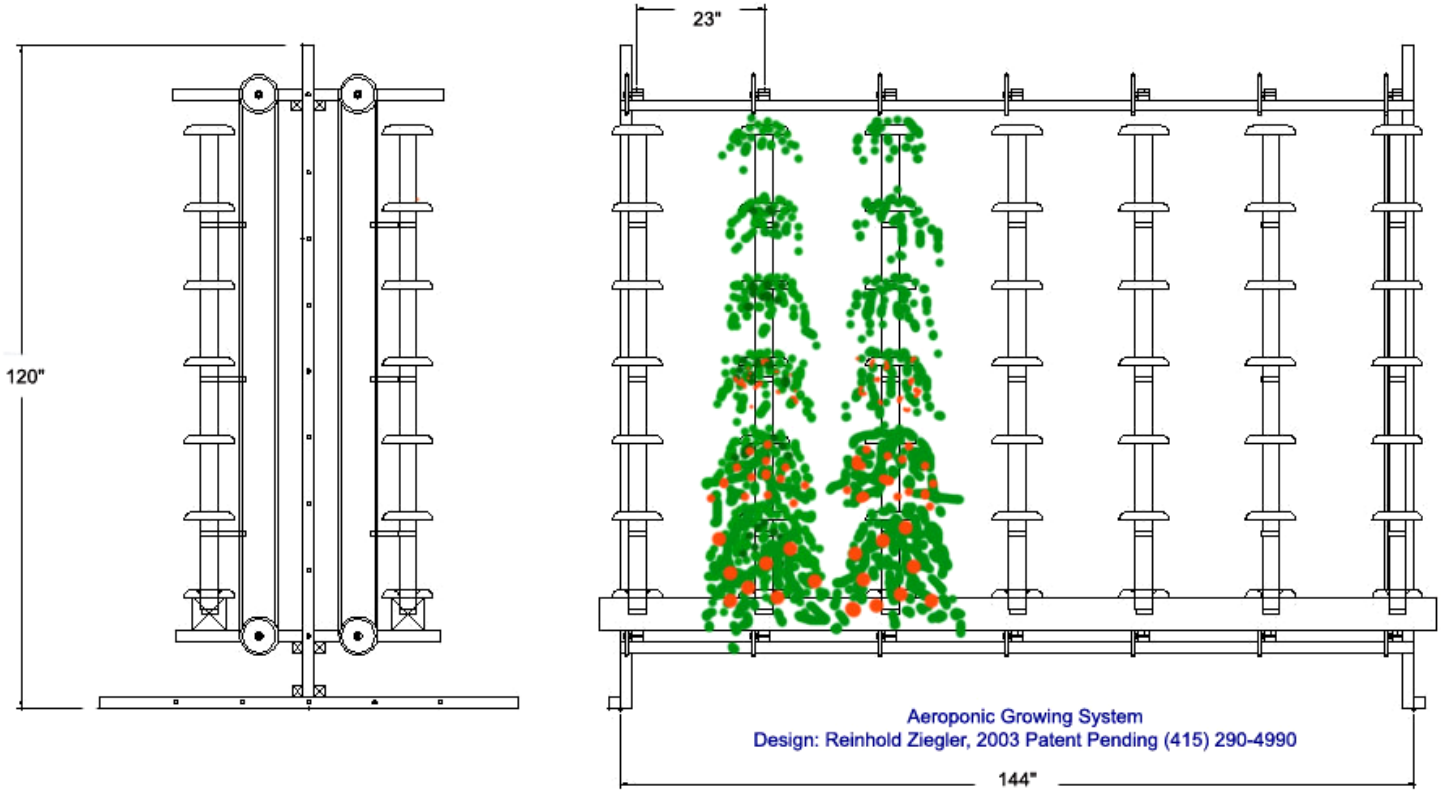 23"
120"
Aeroponic Growing System
Design: Reinhold Ziegler, 2003 Patent Pending (415) 290-4990
144"